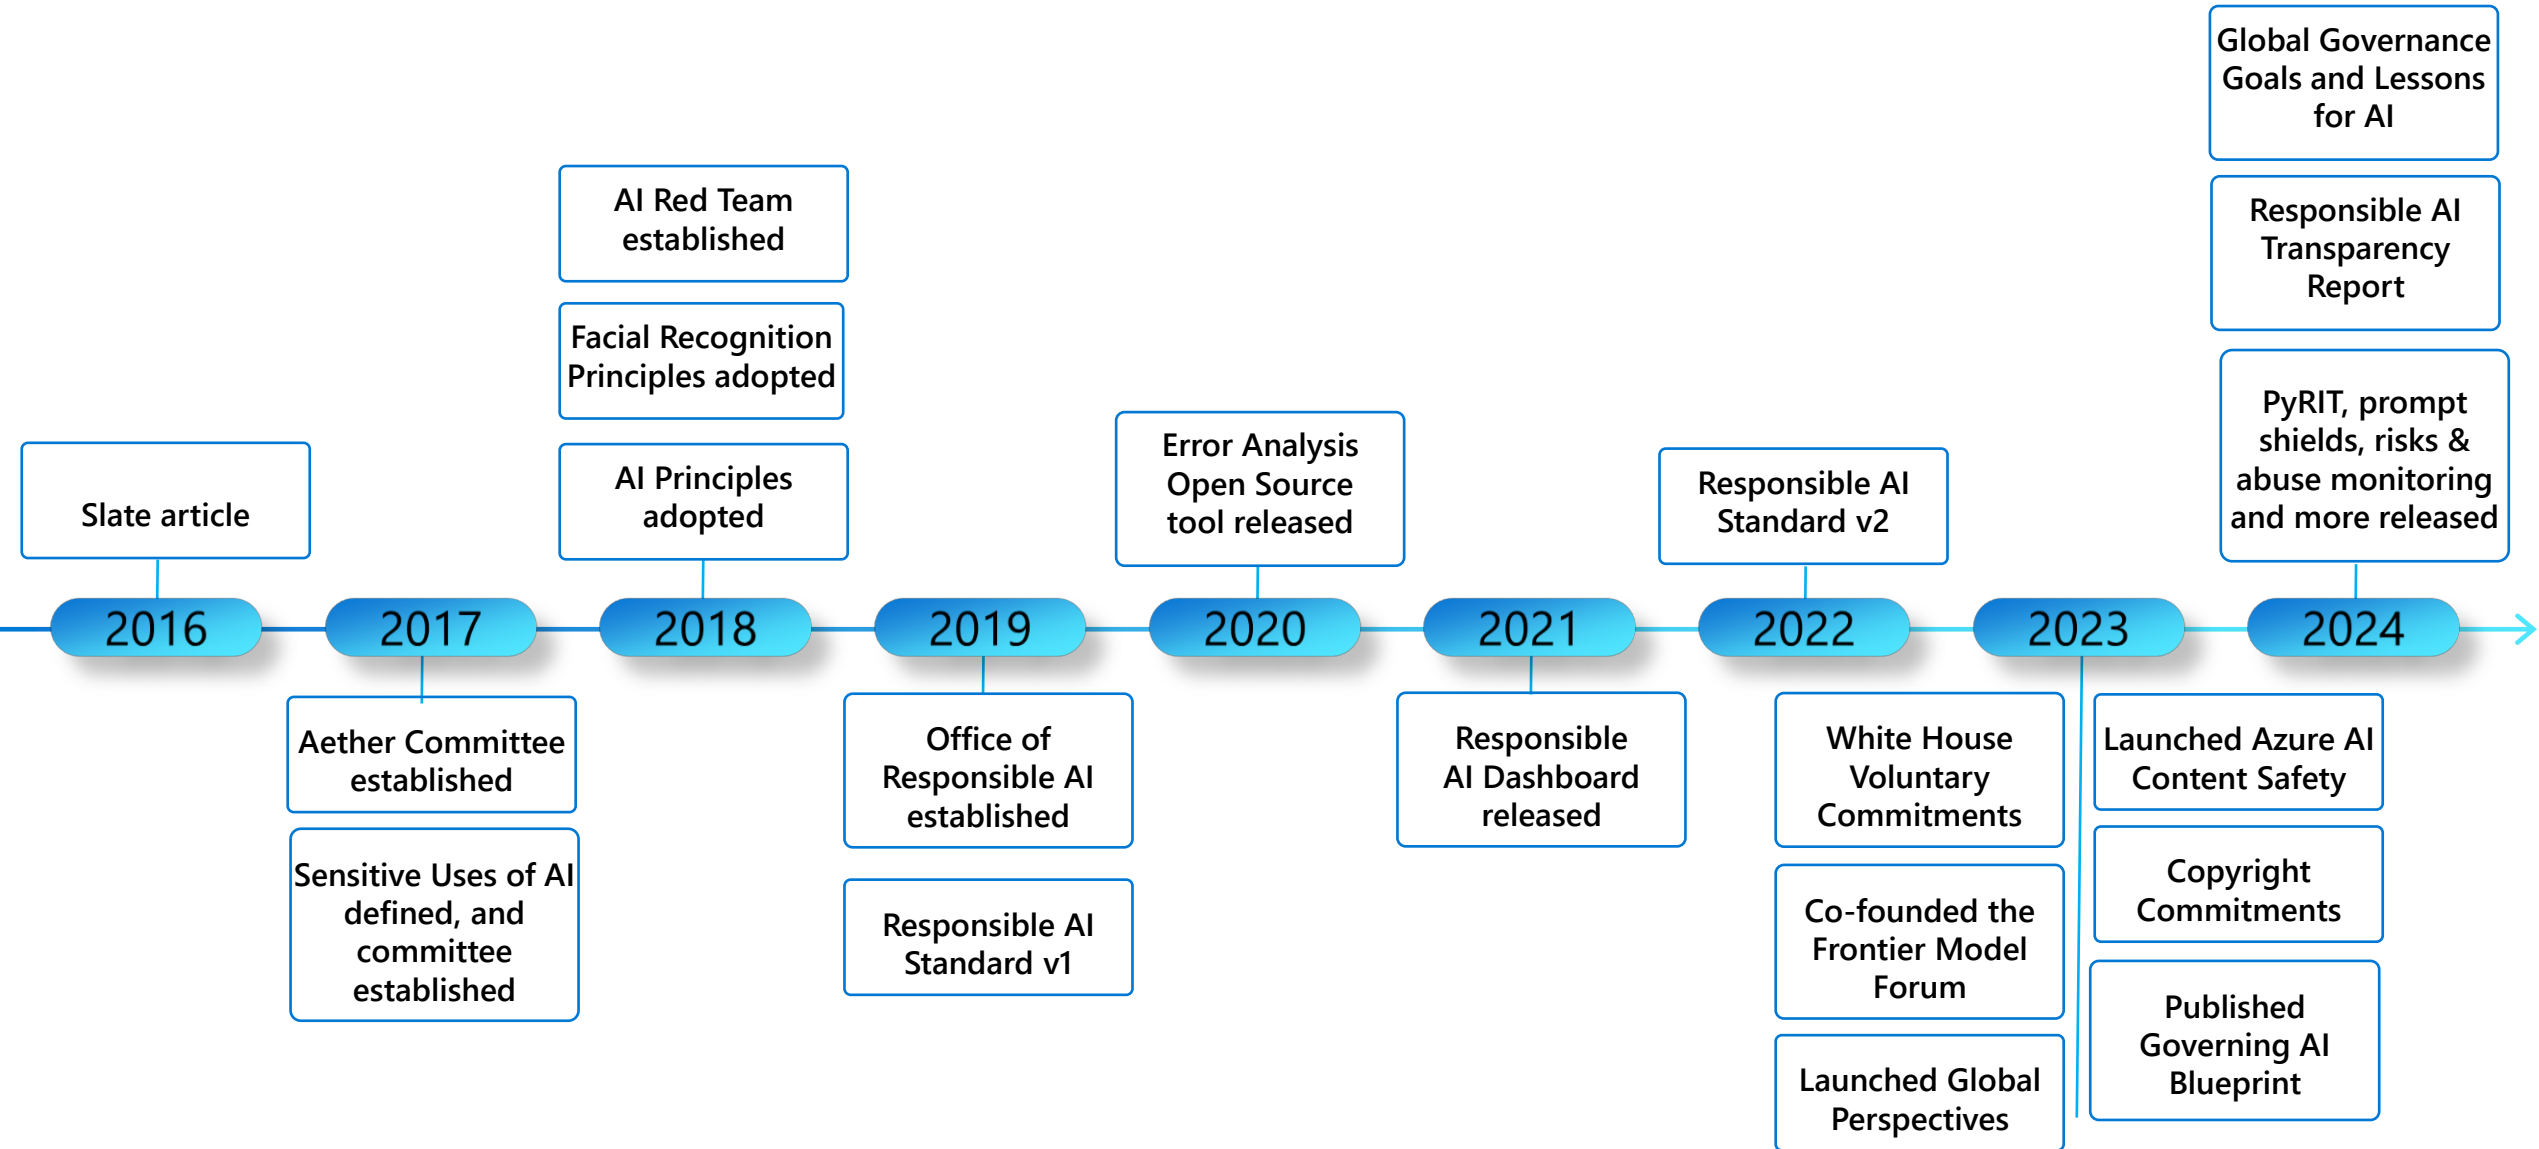 Slate article
2016
2017
Aether Committee
established
Sensitive Uses of AI
defined, and
committee
established
AI Red Team
established
Facial Recognition
Principles adopted
AI Principles
adopted
2018
2019
Office of
Responsible AI
established
Responsible AI
Standard v1
Error Analysis
Open Source
tool released
2020
2021
Responsible
AI Dashboard
released
Responsible AI
Standard v2
2022
2023
White House
Voluntary
Commitments
Co-founded the
Frontier Model
Forum
Launched Global
Perspectives
Launched Azure AI
Content Safety
Copyright
Commitments
Published
Governing AI
Blueprint
Global Governance
Goals and Lessons
for AI
Responsible AI
Transparency
Report
PyRIT, prompt
shields, risks &
abuse monitoring
and more released
2024